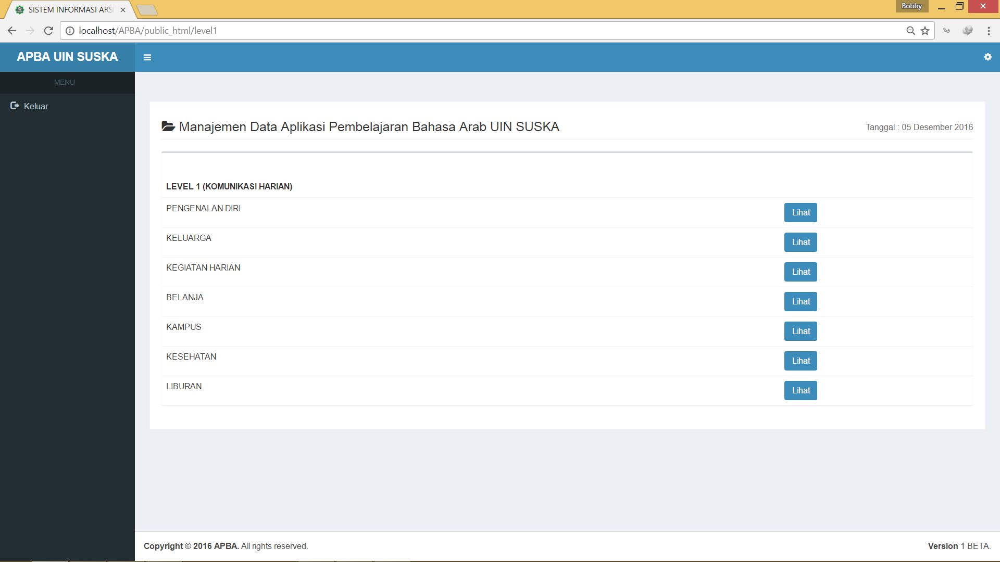 SISTEM INFORMASI ARS
Bobby
localhost/APBA/public_html/level1
APBA UIN SUSKA
MENU
Keluar
Manajemen Data Aplikasi Pembelajaran Bahasa Arab UIN SUSKA
Tanggal : 05 Desember 2016
LEVEL 1 (KOMUNIKASI HARIAN)
PENGENALAN DIRI Lihat
KELUARGA Lihat
KEGIATAN HARIAN Lihat
BELANJA Lihat
KAMPUS Lihat
KESEHATAN Lihat
LIBURAN Lihat
Copyright © 2016 APBA. All rights reserved.
Version 1 BETA.